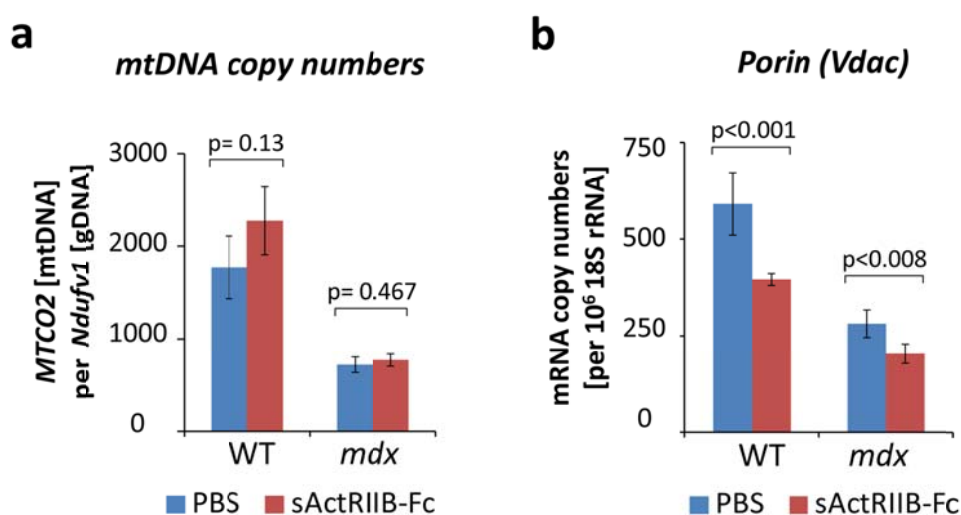 a
mtDNA copy numbers
MTCO2 [mtDNA]
per Ndufv1 [gDNA]
3000
2000
1000
0
p= 0.13
p= 0.467
WT
mdx
PBS
sActRIIB-Fc
b
Porin (Vdac)
mRNA copy numbers
[per 10⁶ 18S rRNA]
750
500
250
0
p<0.001
p<0.008
WT
mdx
PBS
sActRIIB-Fc